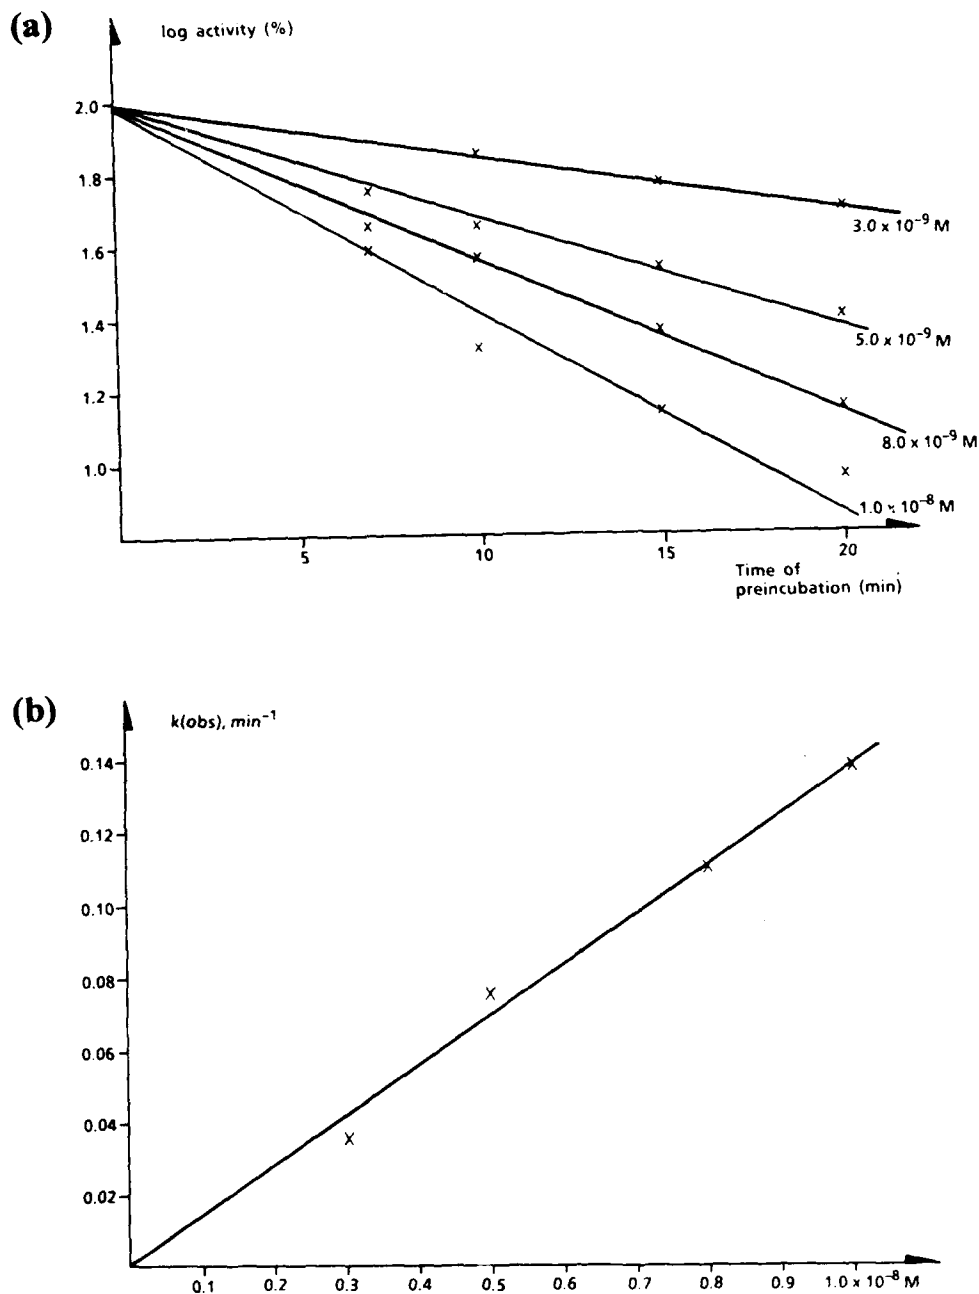 (a)
log activity (%)
2.0
1.8
1.6
1.4
1.2
1.0
3.0 x 10⁻⁹ M
5.0 x 10⁻⁹ M
8.0 x 10⁻⁹ M
1.0 x 10⁻⁸ M
5
10
15
20
Time of
preincubation (min)
(b)
k(obs), min⁻¹
0.14
0.12
0.10
0.08
0.06
0.04
0.02
0.1
0.2
0.3
0.4
0.5
0.6
0.7
0.8
0.9
1.0 x 10⁻⁸ M